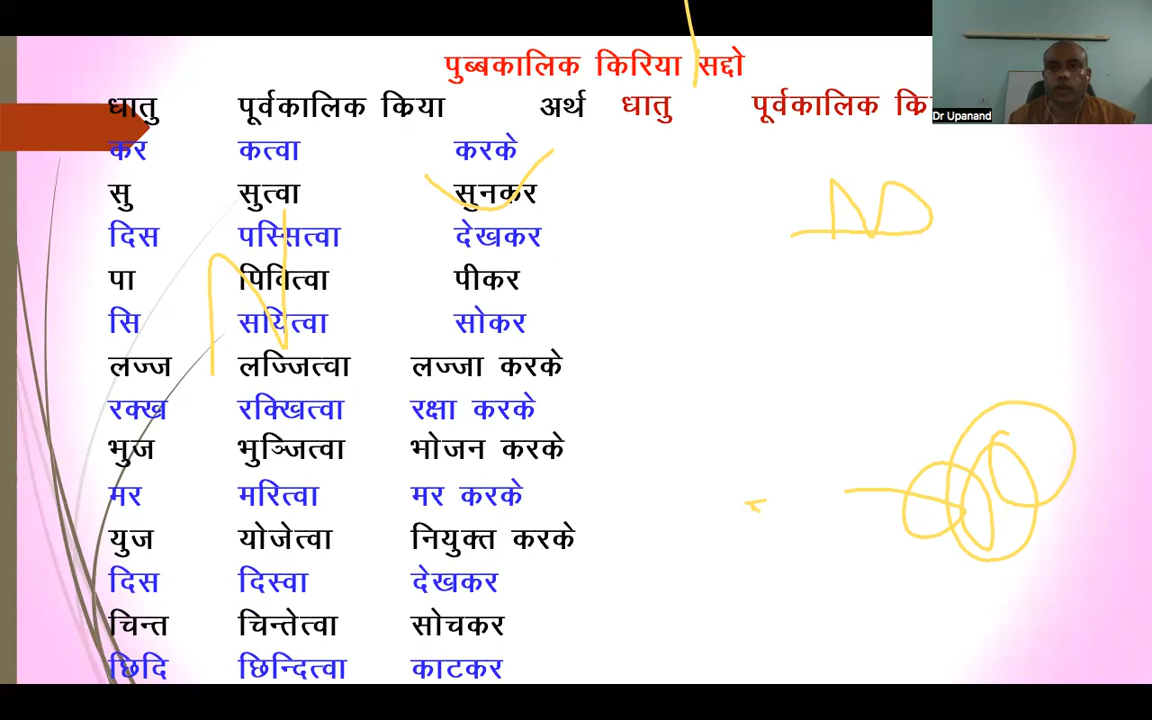 पुब्बकालिक किरिया सद्दो
धातु पूर्वकालिक क्रिया अर्थ धातु पूर्वकालिक
Dr Upanand
कर कत्वा करके
सु सुत्वा सुनकर
दिस पस्सित्वा देखकर
पा पिवित्वा पीकर
सि सयित्वा सोकर
लज्ज लज्जित्वा लज्जा करके
रक्ख रक्खित्वा रक्षा करके
भुज भुञ्जित्वा भोजन करके
मर मरित्वा मर करके
युज योजेत्वा नियुक्त करके
दिस दिस्वा देखकर
चिन्त चिन्तेत्वा सोचकर
छिदि छिन्दित्वा काटकर